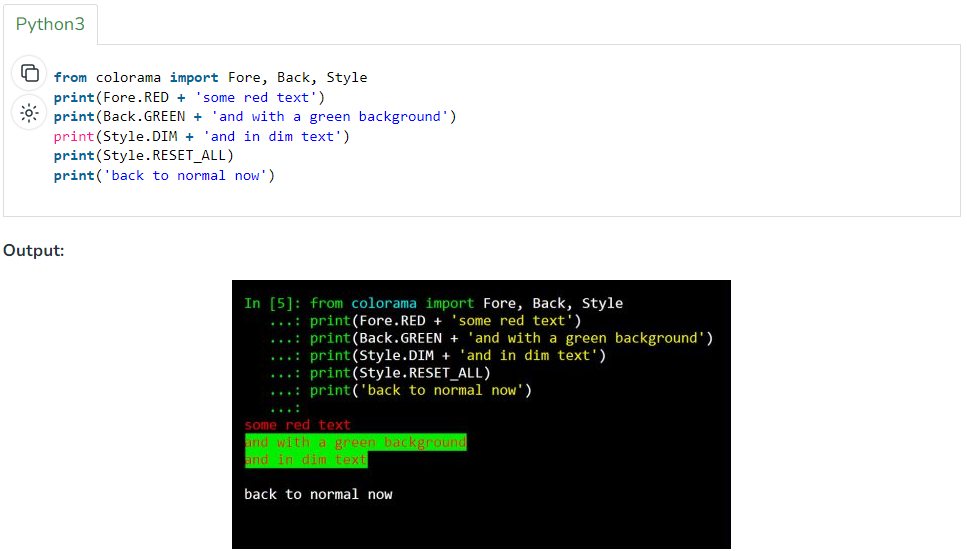 Python3
from colorama import Fore, Back, Style
print(Fore.RED + 'some red text')
print(Back.GREEN + 'and with a green background')
print(Style.DIM + 'and in dim text')
print(Style.RESET_ALL)
print('back to normal now')
Output:
In [5]: from colorama import Fore, Back, Style
...: print(Fore.RED + 'some red text')
...: print(Back.GREEN + 'and with a green background')
...: print(Style.DIM + 'and in dim text')
...: print(Style.RESET_ALL)
...: print('back to normal now')
...:
some red text
and with a green background
and in dim text
back to normal now